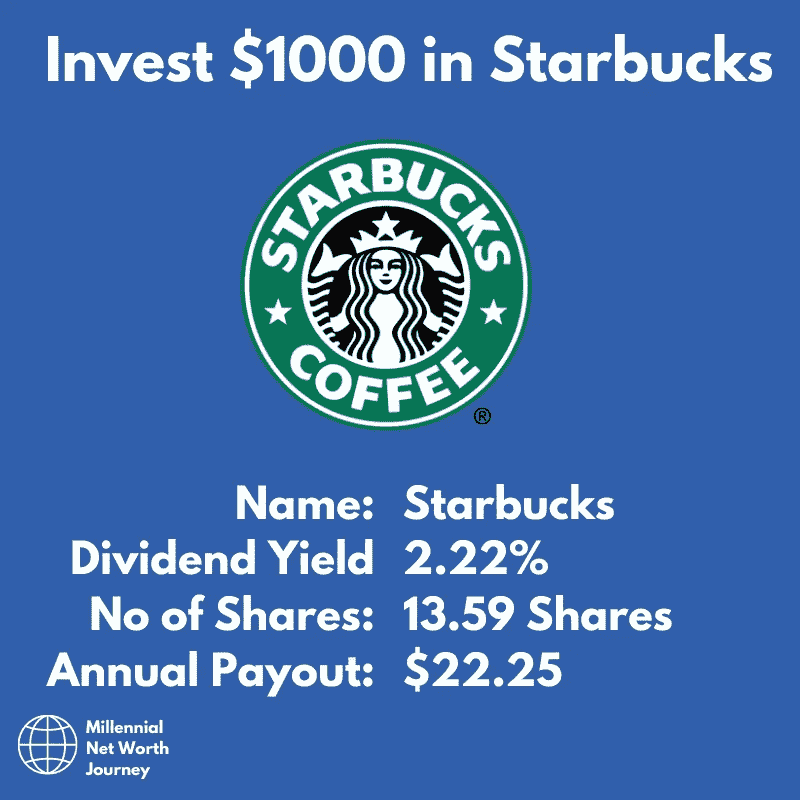 Invest $1000 in Starbucks
STARBUCKS
COFFEE
®
Name: Starbucks
Dividend Yield 2.22%
No of Shares: 13.59 Shares
Annual Payout: $22.25
Millennial
Net Worth
Journey